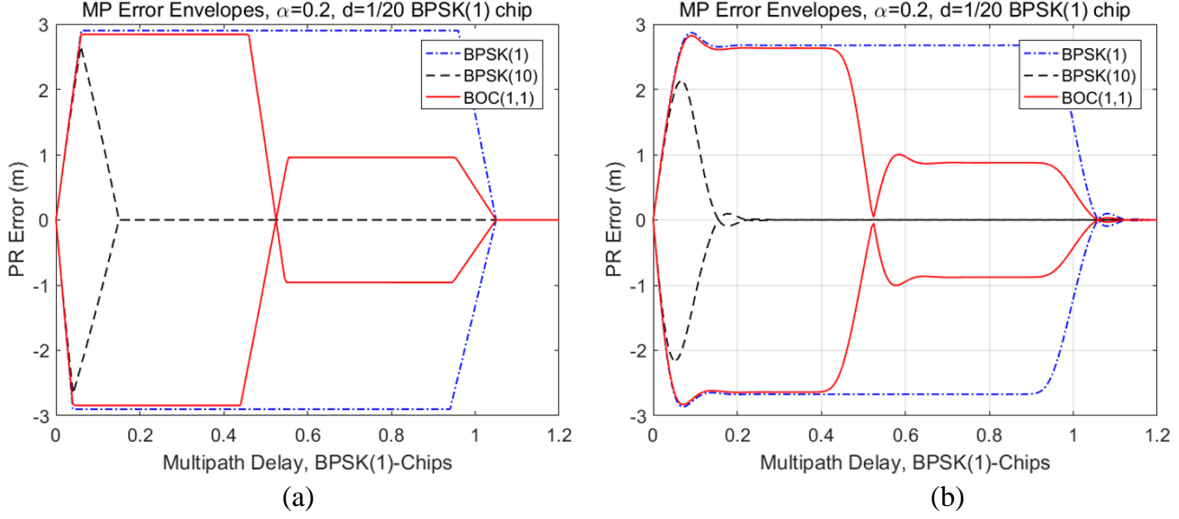 MP Error Envelopes, α=0.2, d=1/20 BPSK(1) chip
3
2
1
0
-1
-2
-3
PR Error (m)
BPSK(1)
BPSK(10)
BOC(1,1)
0
0.2
0.4
0.6
0.8
1
1.2
Multipath Delay, BPSK(1)-Chips
(a)
MP Error Envelopes, α=0.2, d=1/20 BPSK(1) chip
3
2
1
0
-1
-2
-3
PR Error (m)
BPSK(1)
BPSK(10)
BOC(1,1)
0
0.2
0.4
0.6
0.8
1
1.2
Multipath Delay, BPSK(1)-Chips
(b)